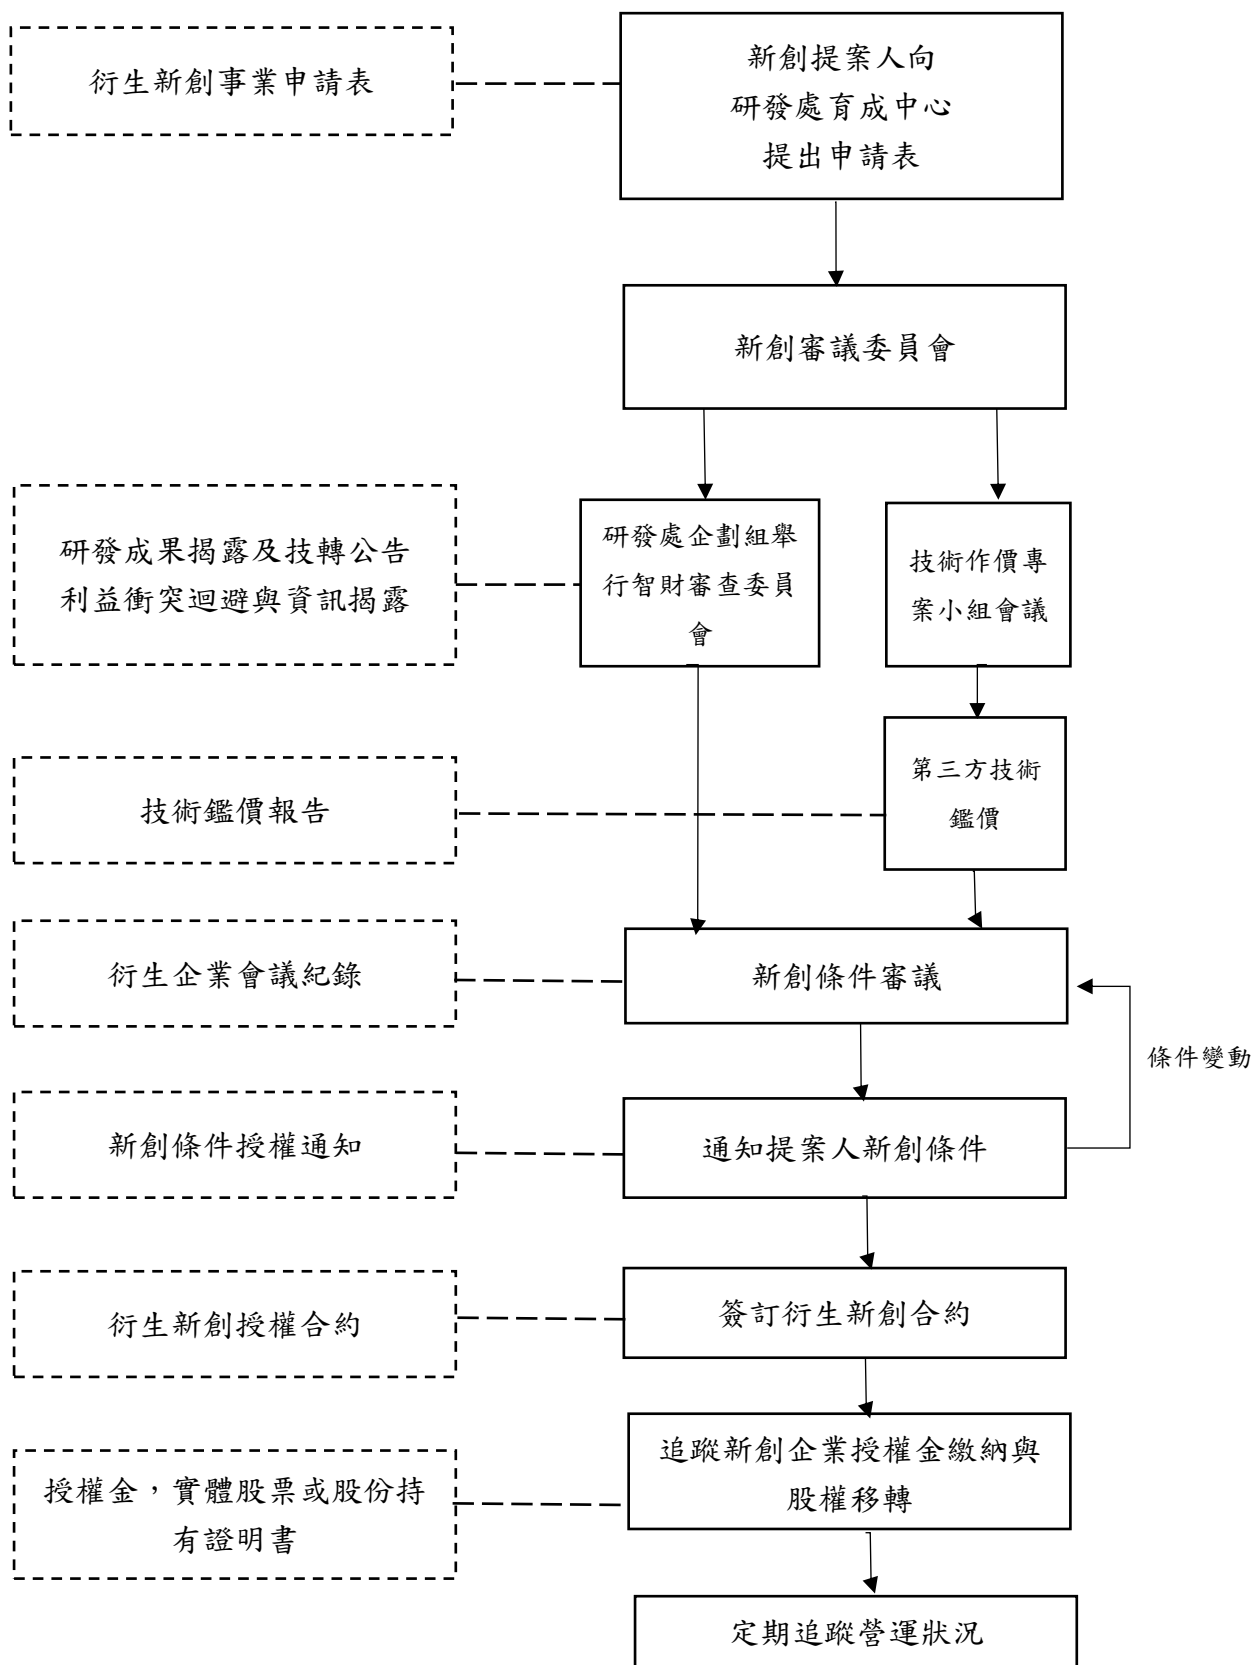 衍生新創事業申請表
新創提案人向
研發處育成中心
提出申請表
新創審議委員會
研發成果揭露及技轉公告
利益衝突迴避與資訊揭露
研發處企劃組舉
行智財審查委員
會
技術作價專
案小組會議
技術鑑價報告
第三方技術
鑑價
衍生企業會議紀錄
新創條件審議
條件變動
新創條件授權通知
通知提案人新創條件
衍生新創授權合約
簽訂衍生新創合約
授權金，實體股票或股份持
有證明書
追蹤新創企業授權金繳納與
股權移轉
定期追蹤營運狀況